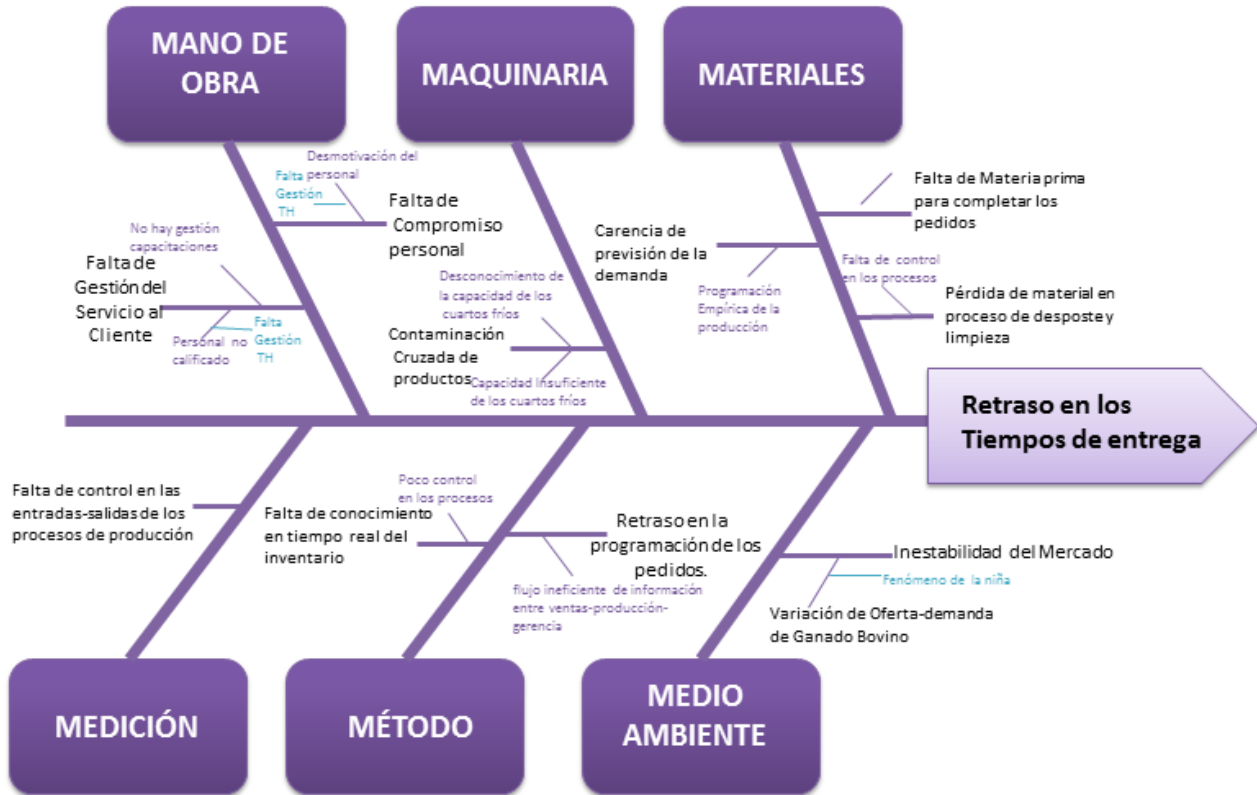 MANO DE
OBRA
MAQUINARIA
MATERIALES
Desmotivación del
personal
Falta
Gestión
TH
Falta de
Compromiso
personal
No hay gestión
capacitaciones
Falta de
Gestión del
Servicio al
Cliente
Personal no
calificado
Falta
Gestión
TH
Desconocimiento de
la capacidad de los
cuartos fríos
Contaminación
Cruzada de
productos
Capacidad Insuficiente
de los cuartos fríos
Carencia de
previsión de la
demanda
Programación
Empírica de la
producción
Falta de Materia prima
para completar los
pedidos
Falta de control
en los procesos
Pérdida de material en
proceso de desposte y
limpieza
Retraso en los
Tiempos de entrega
Falta de control en las
entradas-salidas de los
procesos de producción
Poco control
en los procesos
Falta de conocimiento
en tiempo real del
inventario
Retraso en la
programación de los
pedidos.
flujo ineficiente de información
entre ventas-producción-
gerencia
Inestabilidad del Mercado
Fenómeno de la niña
Variación de Oferta-demanda
de Ganado Bovino
MEDICIÓN
MÉTODO
MEDIO
AMBIENTE